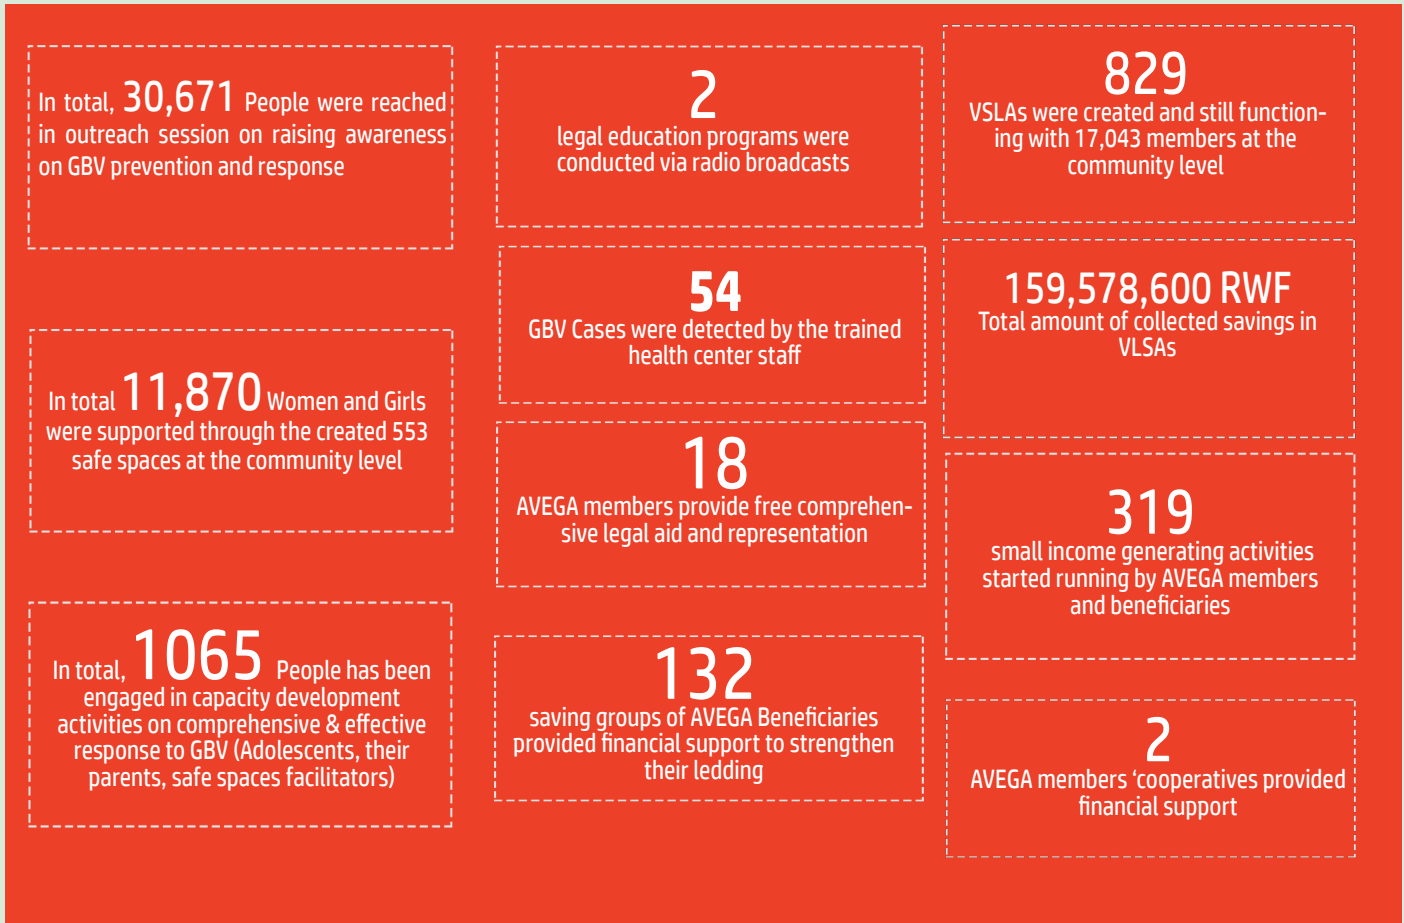 In total, 30,671 People were reached
in outreach session on raising awareness
on GBV prevention and response
In total 11,870 Women and Girls
were supported through the created 553
safe spaces at the community level
In total, 1065 People has been
engaged in capacity development
activities on comprehensive & effective
response to GBV (Adolescents, their
parents, safe spaces facilitators)
2
legal education programs were
conducted via radio broadcasts
54
GBV Cases were detected by the trained
health center staff
18
AVEGA members provide free comprehen-
sive legal aid and representation
132
saving groups of AVEGA Beneficiaries
provided financial support to strengthen
their ledding
829
VSLAs were created and still function-
ing with 17,043 members at the
community level
159,578,600 RWF
Total amount of collected savings in
VLSAs
319
small income generating activities
started running by AVEGA members
and beneficiaries
2
AVEGA members ‘cooperatives provided
financial support